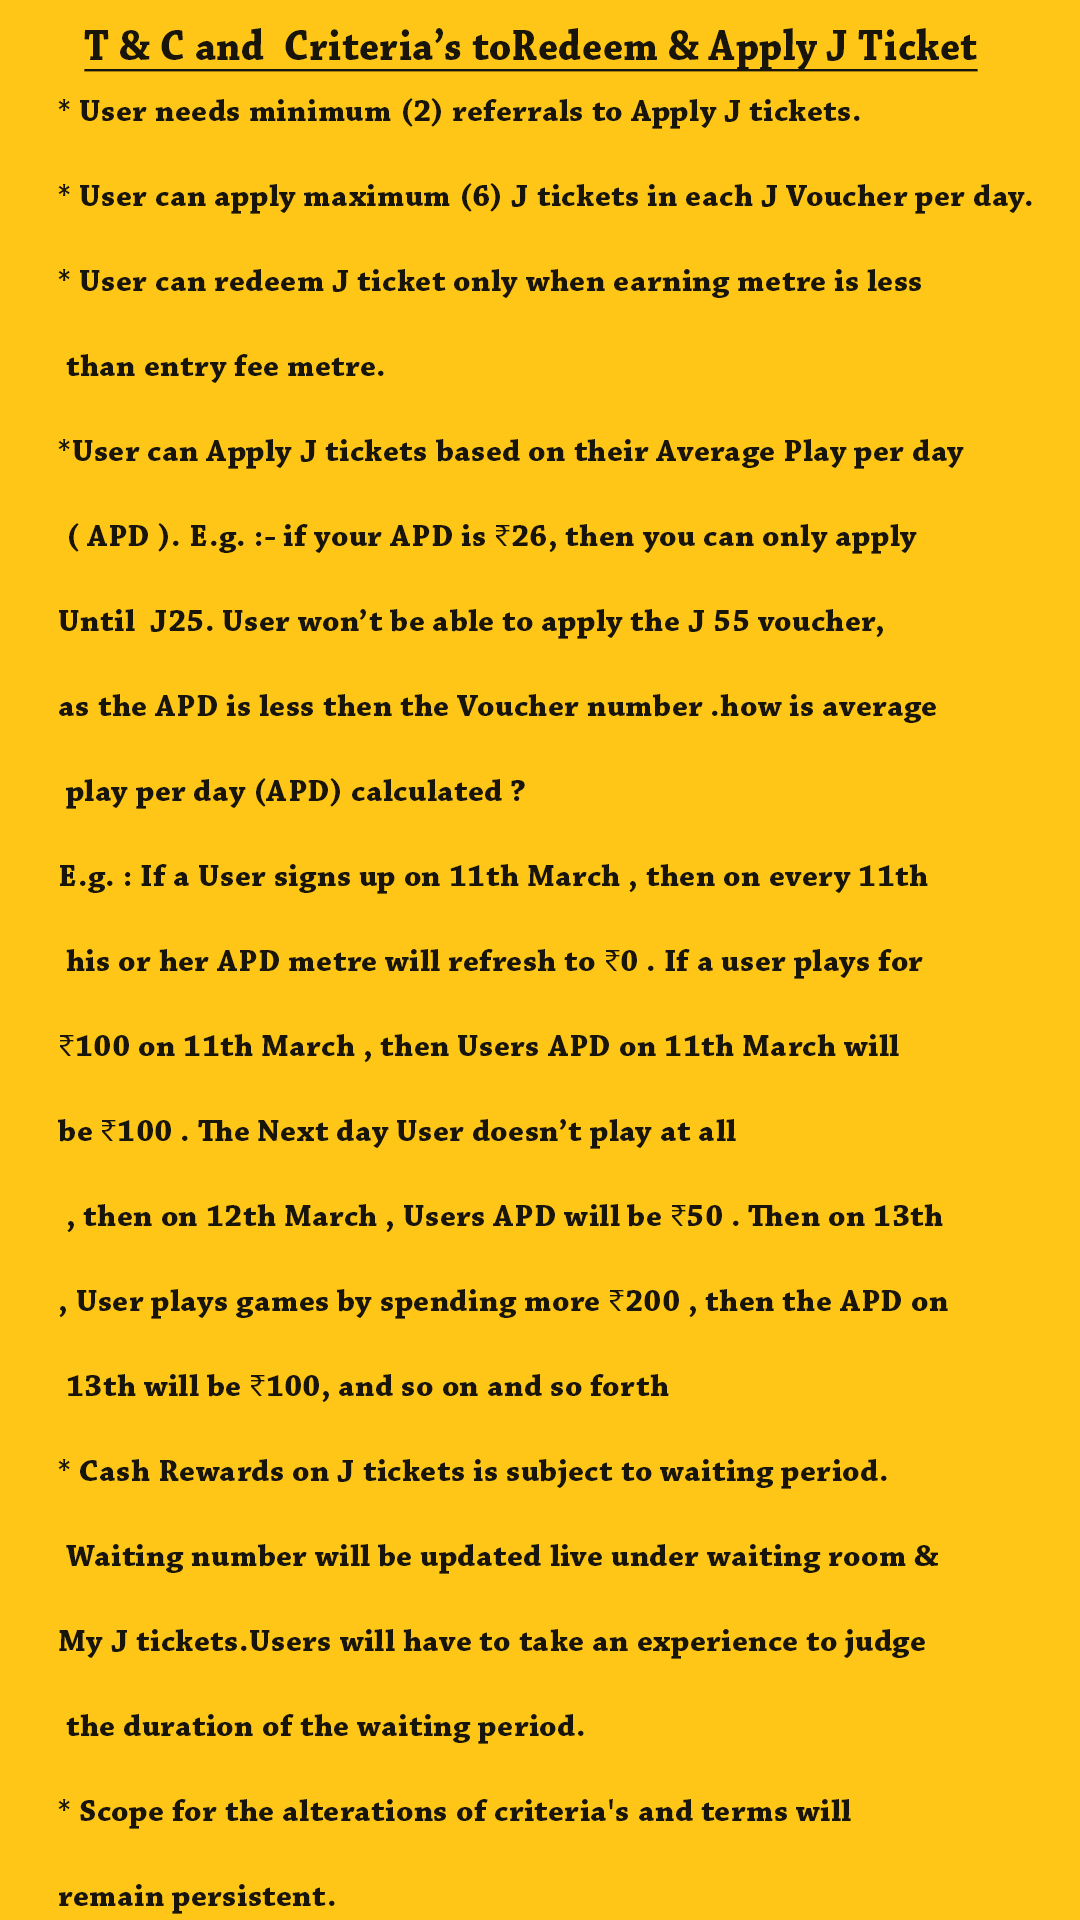 T & C and  Criteria’s toRedeem & Apply J Ticket
* User needs minimum (2) referrals to Apply J tickets.
* User can apply maximum (6) J tickets in each J Voucher per day.
* User can redeem J ticket only when earning metre is less
than entry fee metre.
*User can Apply J tickets based on their Average Play per day
( APD ). E.g. :- if your APD is ₹26, then you can only apply
Until  J25. User won’t be able to apply the J 55 voucher,
as the APD is less then the Voucher number .how is average
play per day (APD) calculated ?
E.g. : If a User signs up on 11th March , then on every 11th
his or her APD metre will refresh to ₹0 . If a user plays for
₹100 on 11th March , then Users APD on 11th March will
be ₹100 . The Next day User doesn’t play at all
, then on 12th March , Users APD will be ₹50 . Then on 13th
, User plays games by spending more ₹200 , then the APD on
13th will be ₹100, and so on and so forth
* Cash Rewards on J tickets is subject to waiting period.
Waiting number will be updated live under waiting room &
My J tickets.Users will have to take an experience to judge
the duration of the waiting period.
* Scope for the alterations of criteria's and terms will
remain persistent.